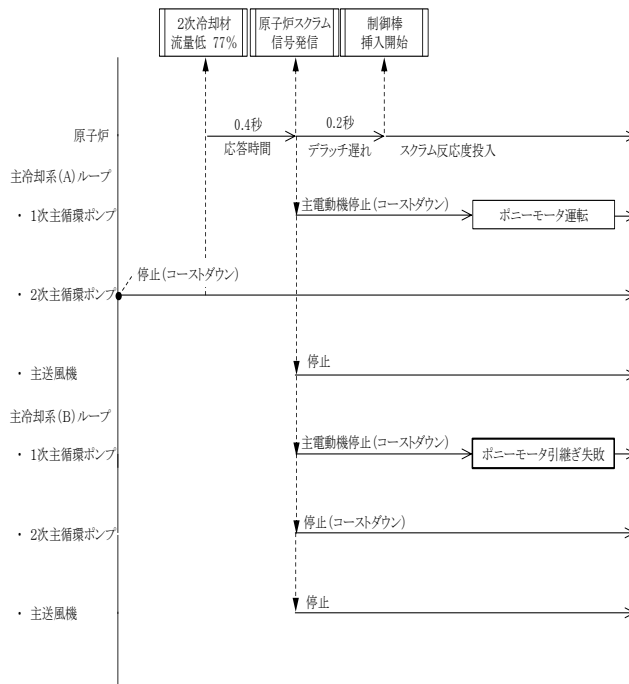 2次冷却材
流量低 77%
原子炉スクラム
信号発信
制御棒
挿入開始
原子炉
0.4秒
応答時間
0.2秒
デラッチ遅れ
スクラム反応度投入
主冷却系(A)ループ
・ 1次主循環ポンプ
主電動機停止(コーストダウン)
ポニーモータ運転
停止(コーストダウン)
・ 2次主循環ポンプ
・ 主送風機
停止
主冷却系(B)ループ
・ 1次主循環ポンプ
主電動機停止(コーストダウン)
ポニーモータ引継ぎ失敗
・ 2次主循環ポンプ
停止(コーストダウン)
・ 主送風機
停止